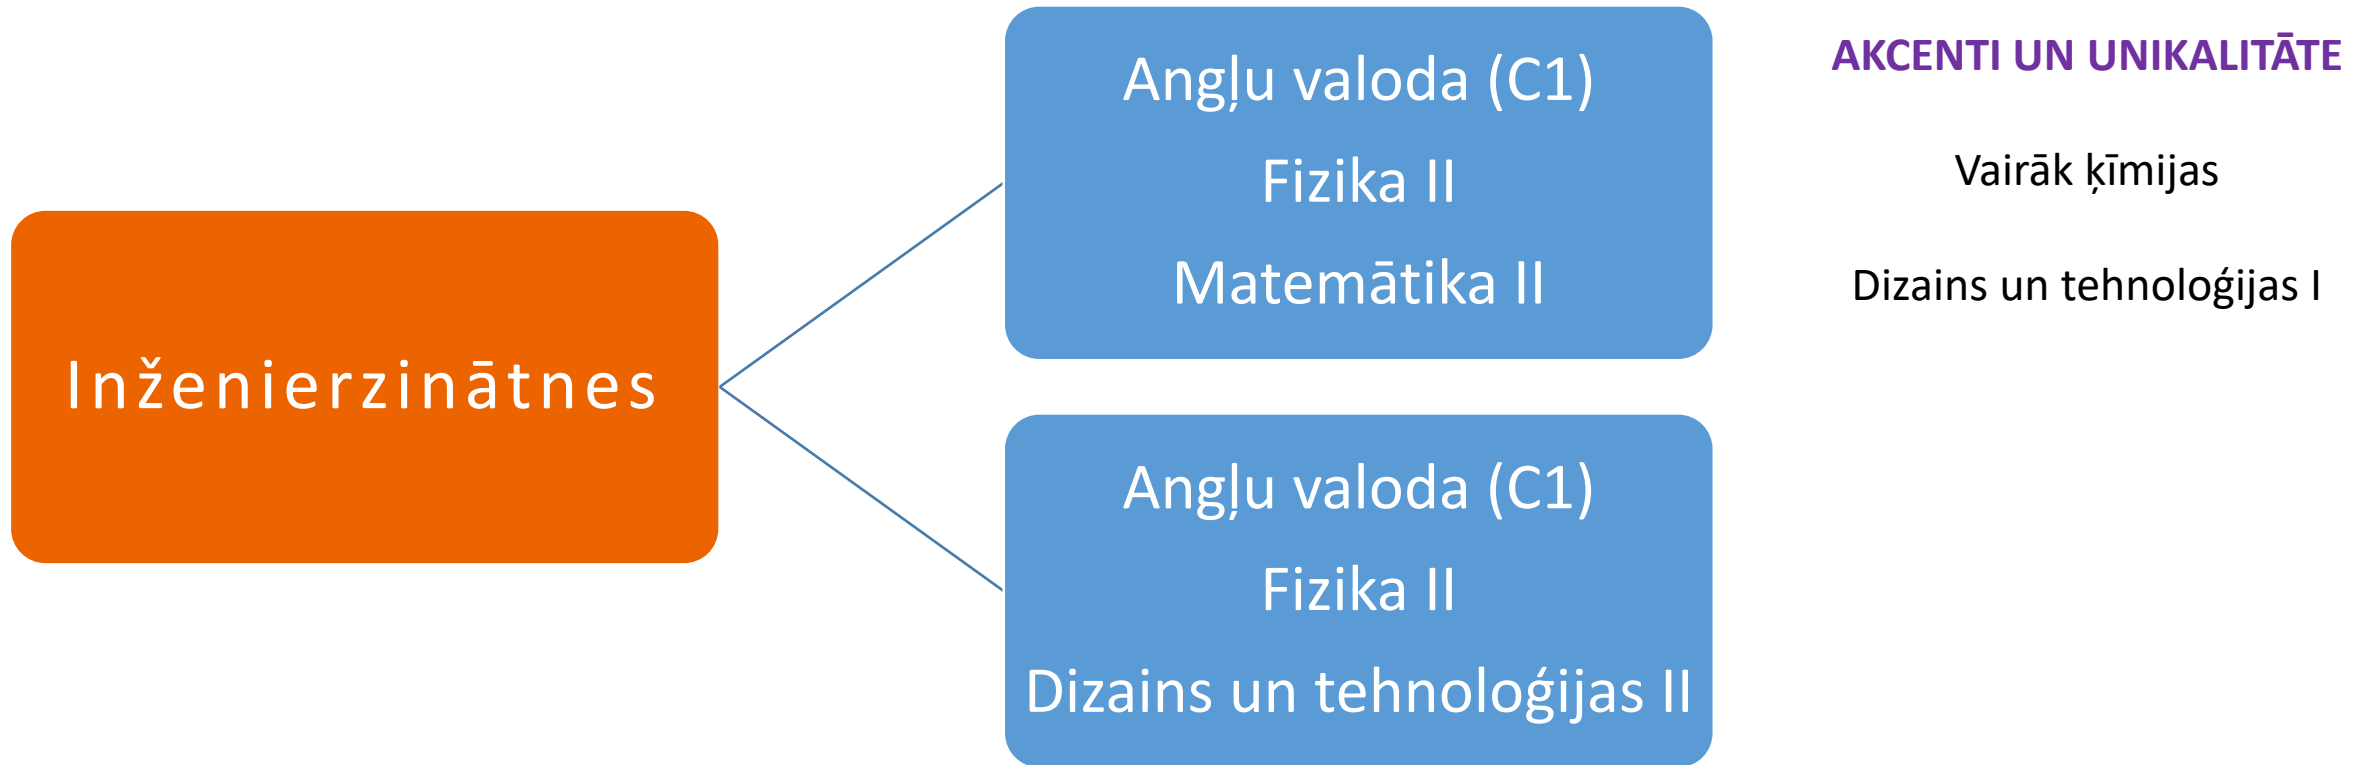 Inženierzinātnes
Angļu valoda (C1)
Fizika II
Matemātika II
Angļu valoda (C1)
Fizika II
Dizains un tehnoloģijas II
AKCENTI UN UNIKALITĀTE
Vairāk ķīmijas
Dizains un tehnoloģijas I